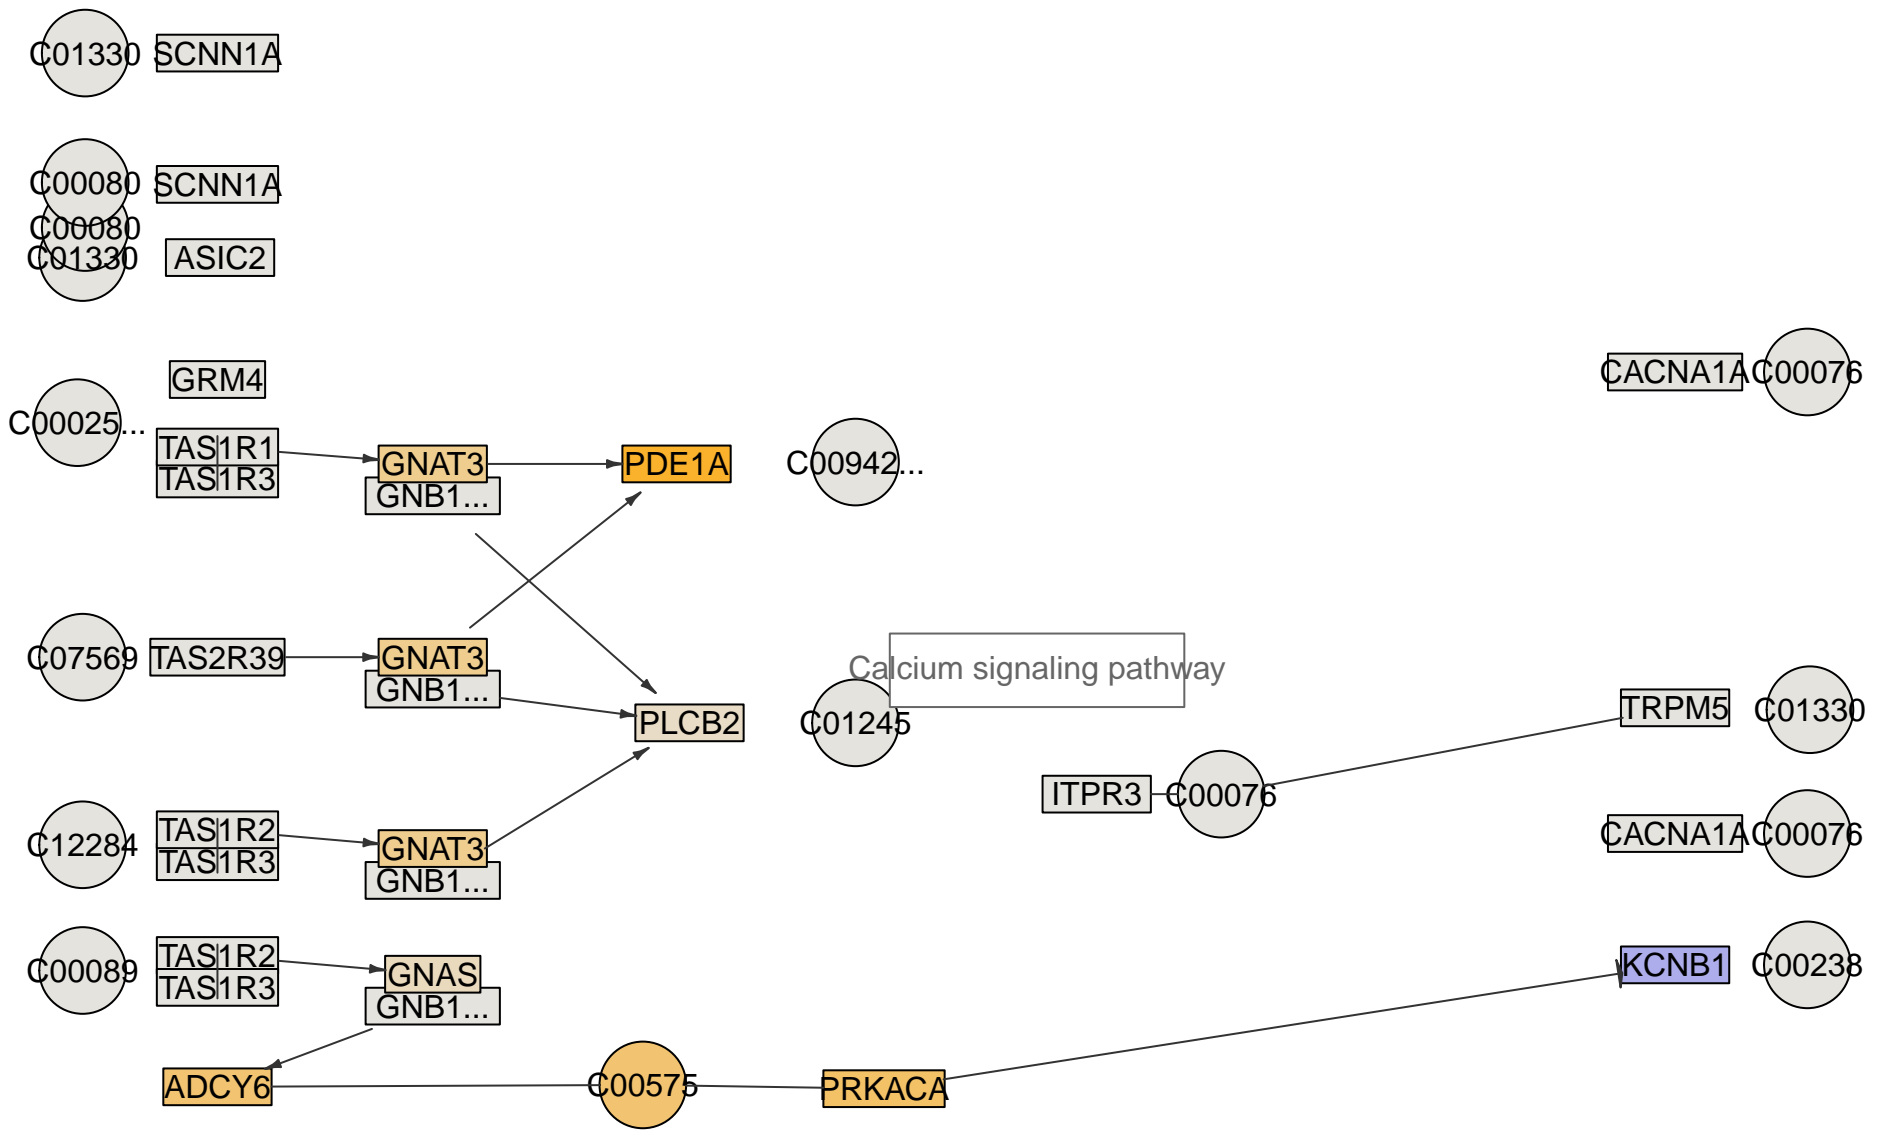 C01330 SCNN1A
C00080 SCNN1A
C00080
C01330 ASIC2
GRM4
CACNA1A C00076
C00025...
TAS1R1
TAS1R3
GNAT3
GNB1...
PDE1A
C00942...
C07569 TAS2R39
GNAT3
GNB1...
Calcium signaling pathway
PLCB2
C01245
TRPM5 C01330
ITPR3 C00076
C12284
TAS1R2
TAS1R3
GNAT3
GNB1...
CACNA1A C00076
C00089
TAS1R2
TAS1R3
GNAS
GNB1...
KCNB1 C00238
ADCY6
C00575
PRKACA